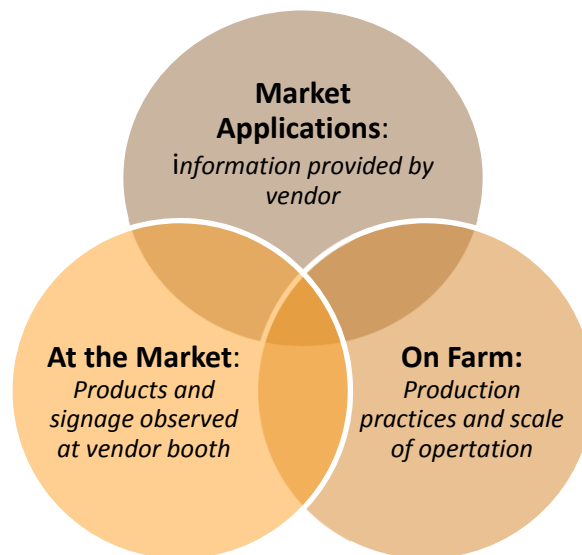 Market
Applications:
information provided by
vendor
At the Market:
Products and
signage observed
at vendor booth
On Farm:
Production
practices and scale
of opertation